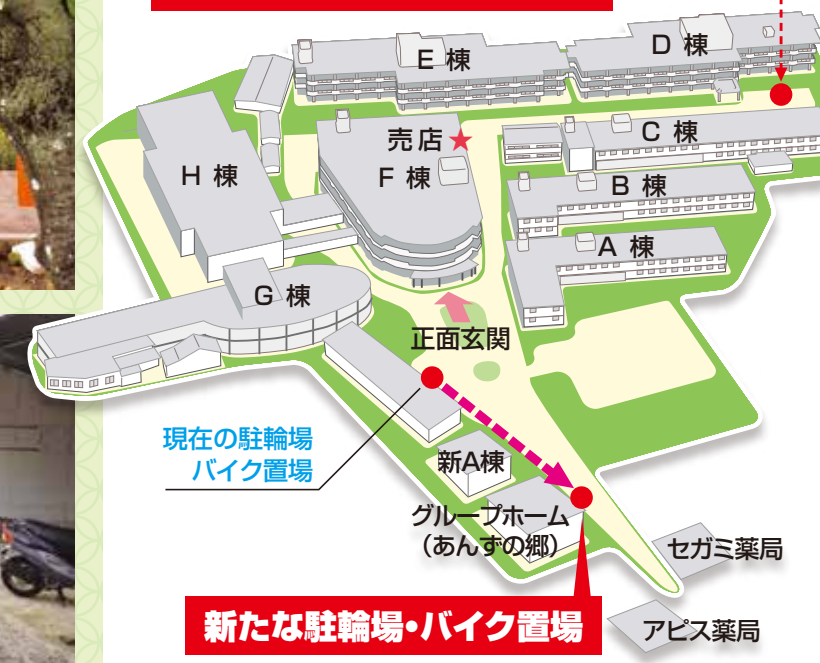 E 棟
D 棟
売店★
C 棟
H 棟
F 棟
B 棟
A 棟
G 棟
正面玄関
現在の駐輪場
バイク置場
新A棟
グループホーム
（あんずの郷）
セガミ薬局
新たな駐輪場・バイク置場
アピス薬局